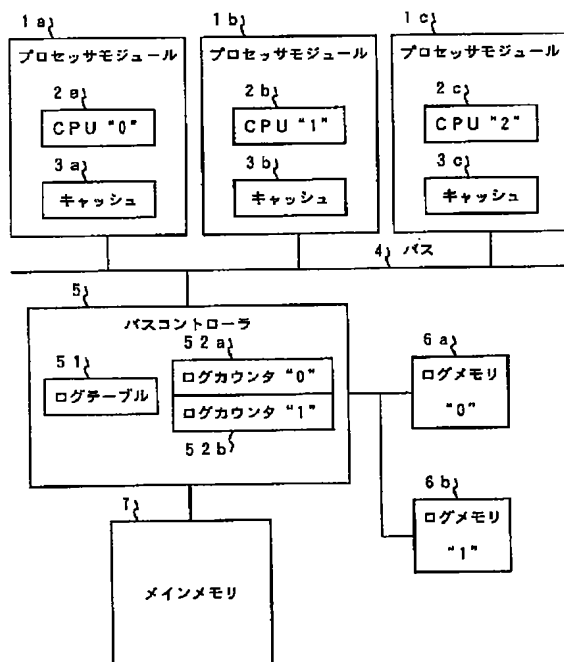 1a
1b
1c
プロセッサモジュール
プロセッサモジュール
プロセッサモジュール
2a
2b
2c
CPU "0"
CPU "1"
CPU "2"
3a
3b
3c
キャッシュ
キャッシュ
キャッシュ
4 バス
5
バスコントローラ
51
52a
6a
ログテーブル
ログカウンタ "0"
ログカウンタ "1"
52b
ログメモリ
"0"
6b
ログメモリ
"1"
7
メインメモリ